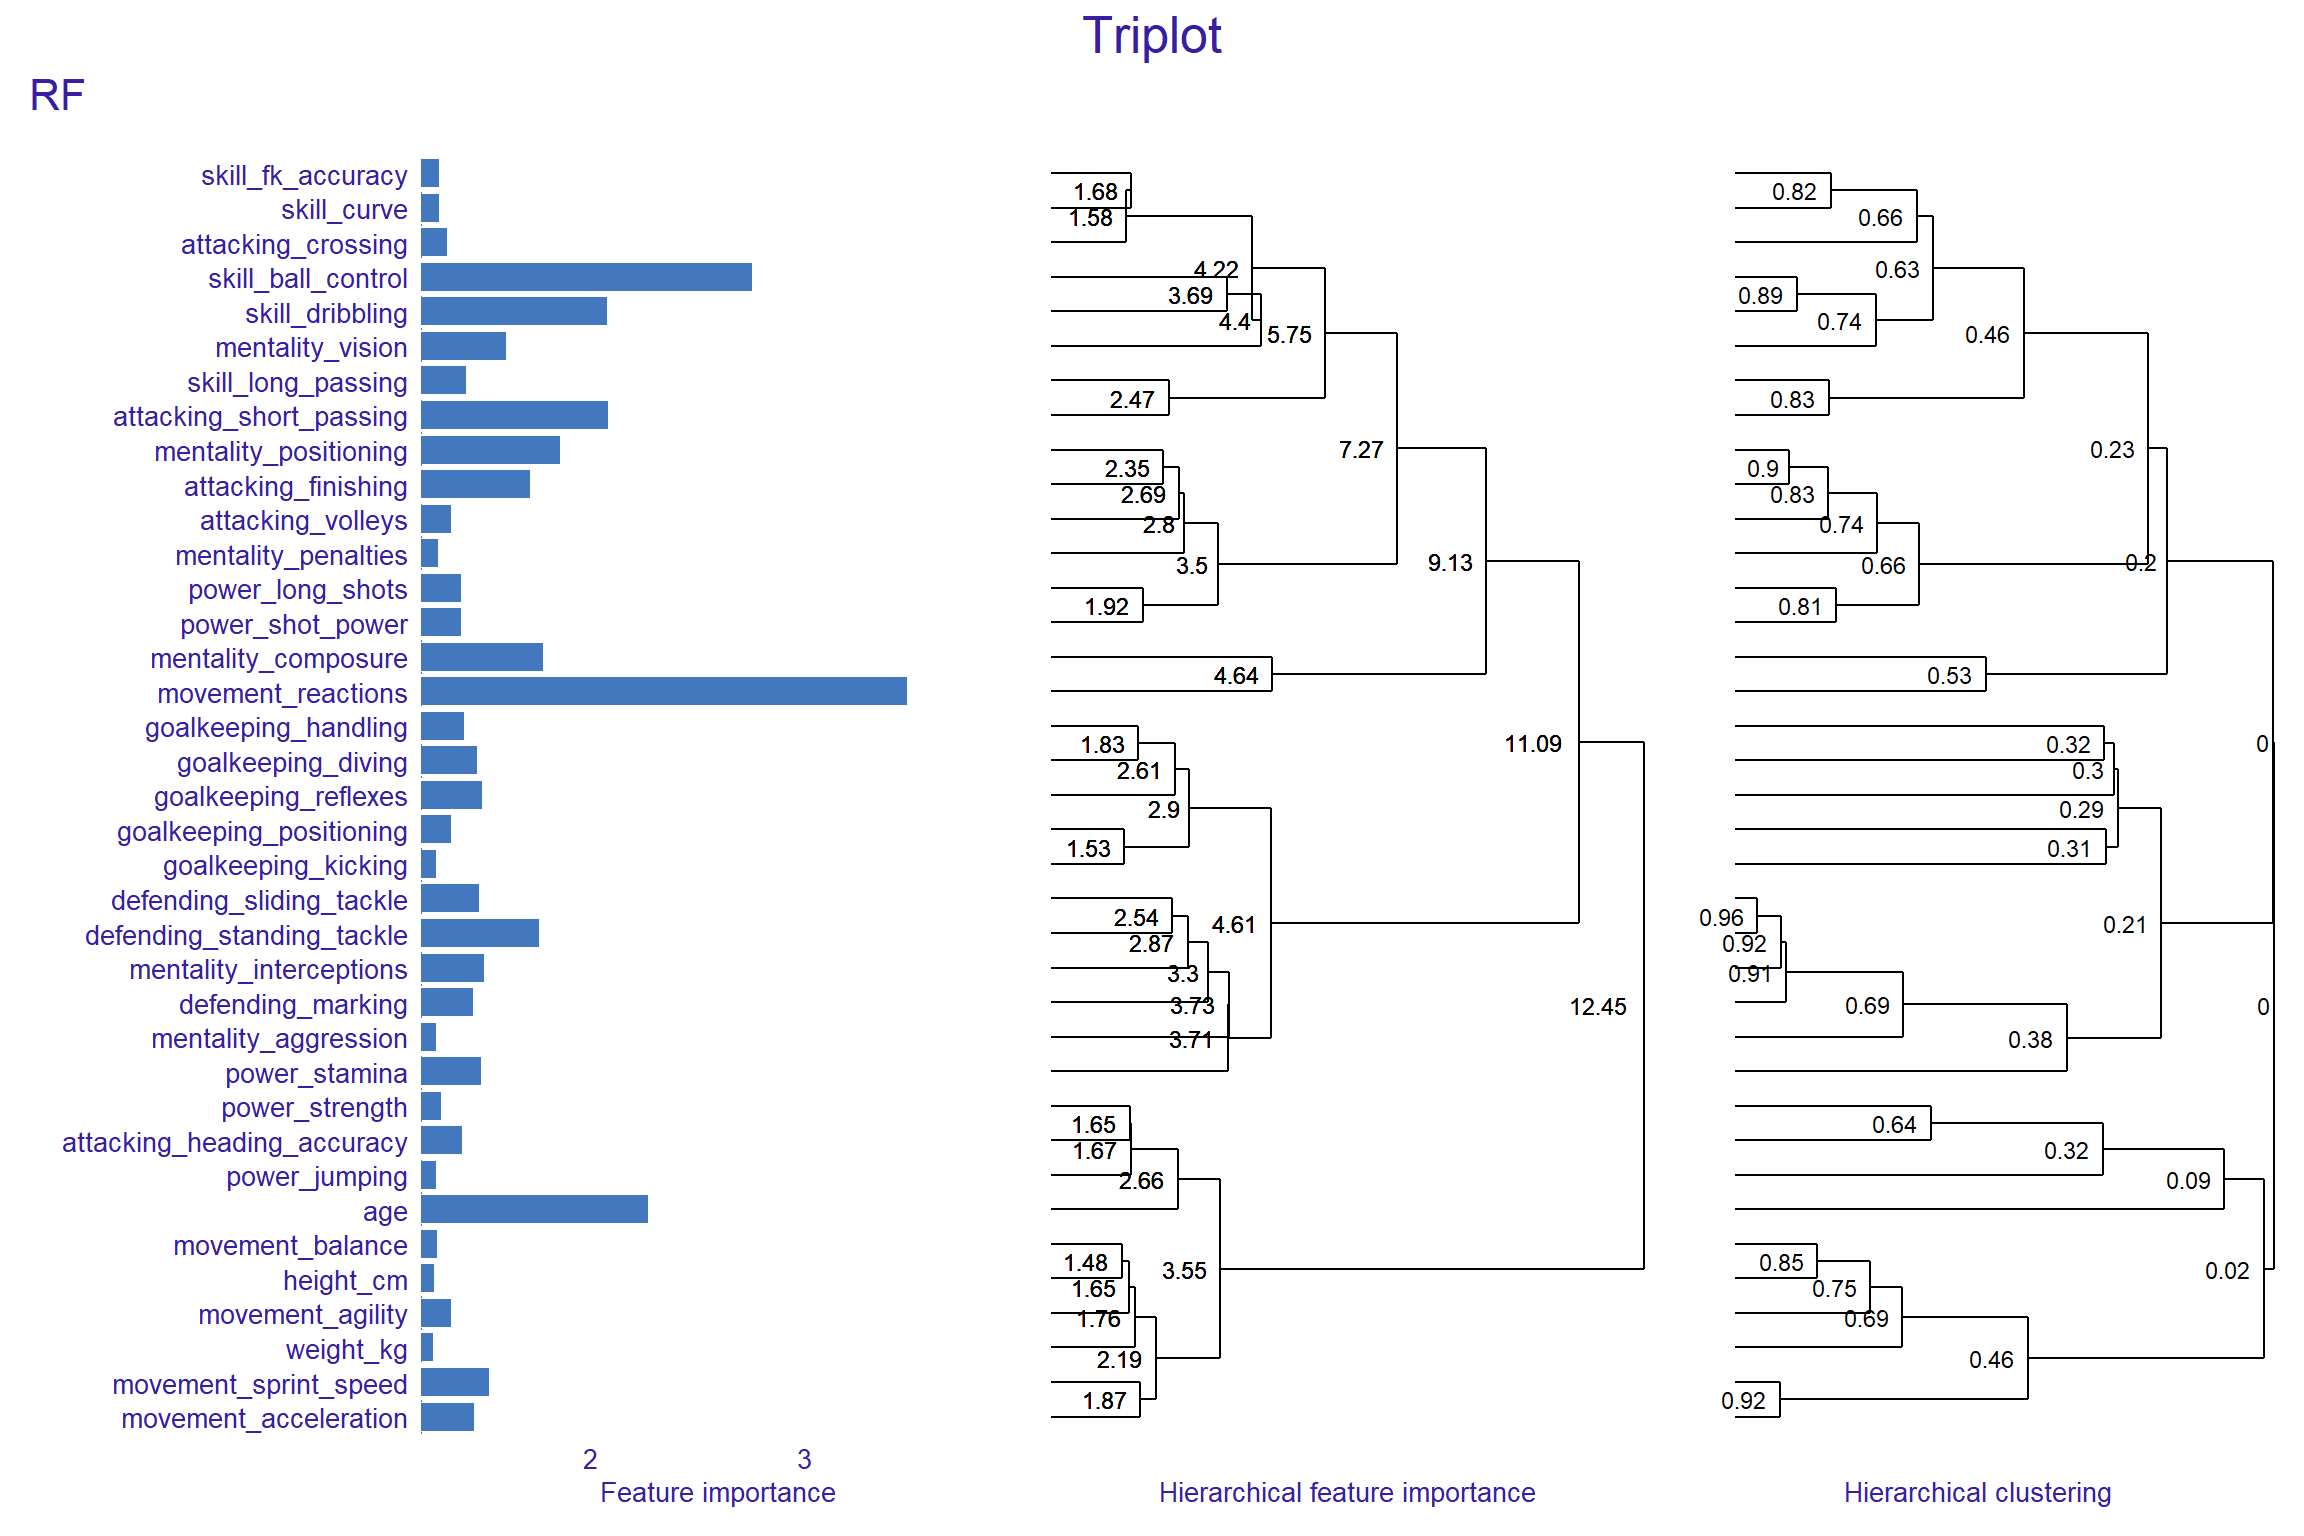 Triplot
RF
skill_fk_accuracy
skill_curve
attacking_crossing
skill_ball_control
skill_dribbling
mentality_vision
skill_long_passing
attacking_short_passing
mentality_positioning
attacking_finishing
attacking_volleys
mentality_penalties
power_long_shots
power_shot_power
mentality_composure
movement_reactions
goalkeeping_handling
goalkeeping_diving
goalkeeping_reflexes
goalkeeping_positioning
goalkeeping_kicking
defending_sliding_tackle
defending_standing_tackle
mentality_interceptions
defending_marking
mentality_aggression
power_stamina
power_strength
attacking_heading_accuracy
power_jumping
age
movement_balance
height_cm
movement_agility
weight_kg
movement_sprint_speed
movement_acceleration
2 3
Feature importance
1.68
1.58
4.22
3.69
4.4
5.75
2.47
7.27
2.35
2.69
2.8
3.5
9.13
1.92
4.64
11.09
1.83
2.61
2.9
1.53
2.54
4.61
2.87
3.3
3.73
12.45
3.71
1.65
1.67
2.66
1.48
3.55
1.65
1.76
2.19
1.87
Hierarchical feature importance
0.82
0.66
0.63
0.89
0.74
0.46
0.83
0.23
0.9
0.83
0.74
0.66
0.2
0.81
0.53
0.32
0
0.3
0.29
0.31
0.96
0.21
0.92
0.91
0.69
0
0.38
0.64
0.32
0.09
0.85
0.02
0.75
0.69
0.46
0.92
Hierarchical clustering